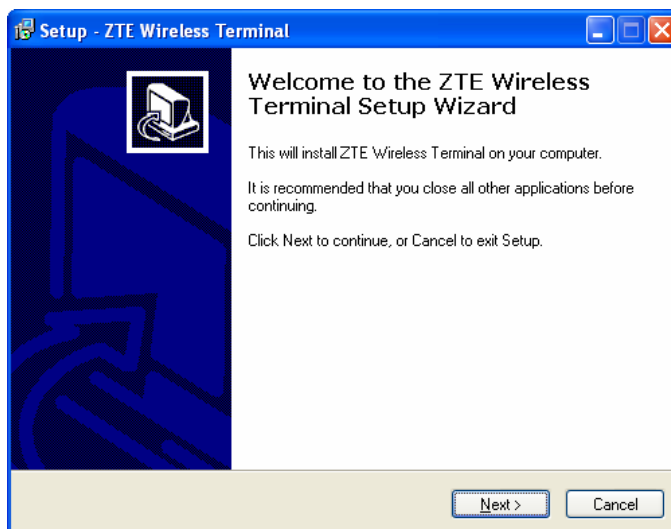 Setup - ZTE Wireless Terminal
Welcome to the ZTE Wireless
Terminal Setup Wizard
This will install ZTE Wireless Terminal on your computer.
It is recommended that you close all other applications before
continuing.
Click Next to continue, or Cancel to exit Setup.
Next >
Cancel